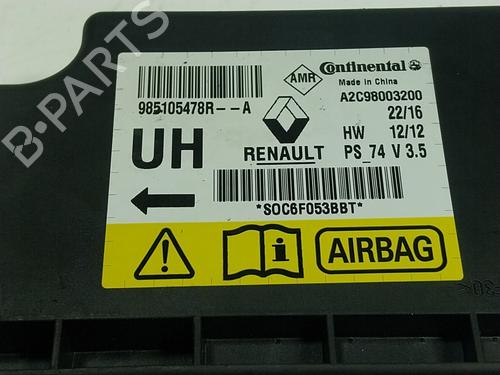 Continental
AMR
Made in China
985105478R--A
A2C98003200
22/16
UH
HW 12/12
RENAULT
PS_74 V 3.5
*SOC6F053BBT*
i
AIRBAG
B-PARTS